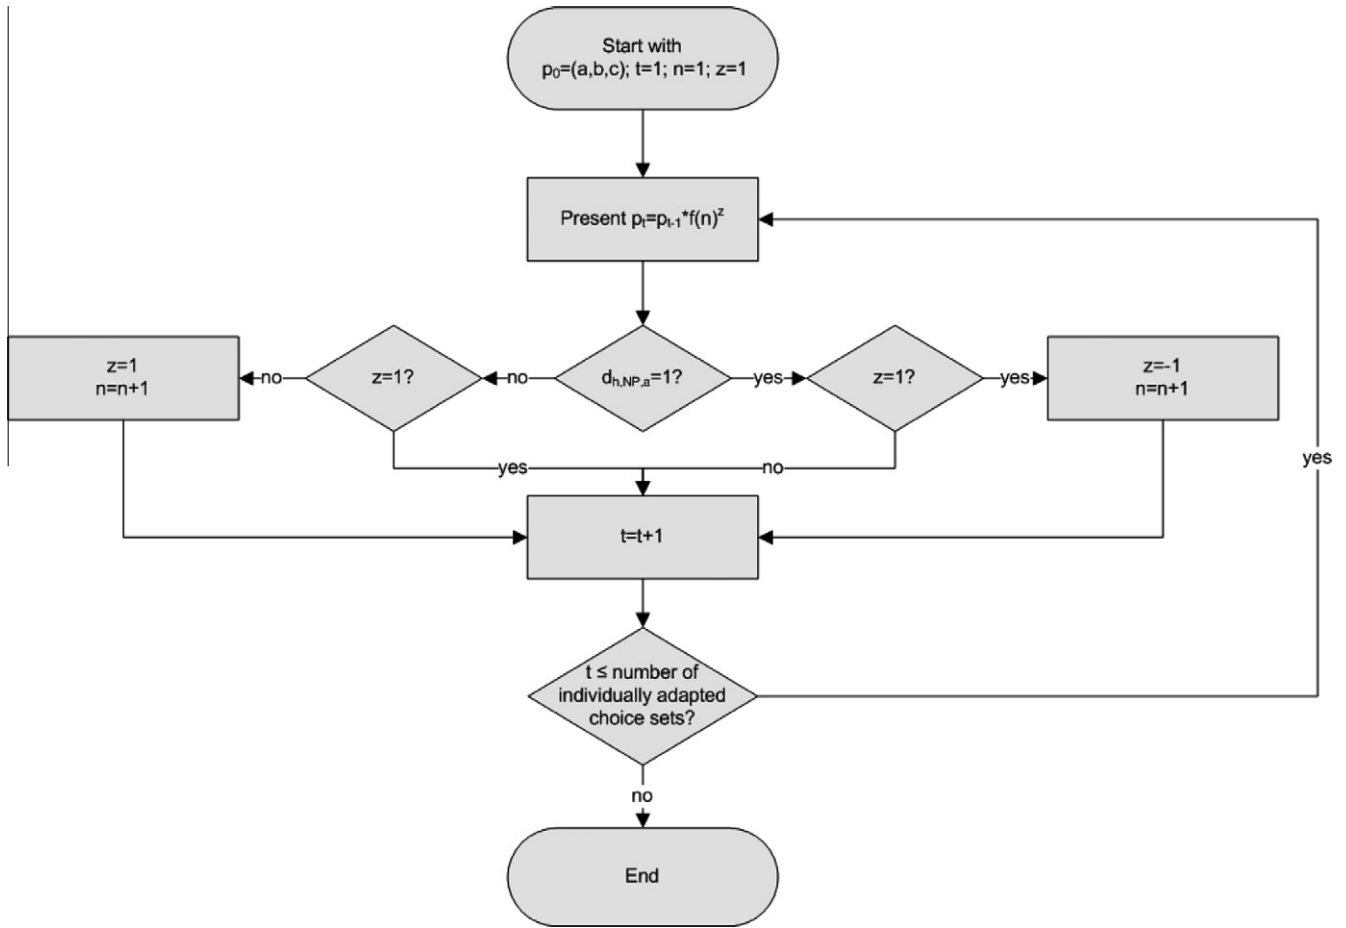 Start with
p₀=(a,b,c); t=1; n=1; z=1
Present pₜ=pₜ₋₁*f(n)ᶻ
z=1
n=n+1
no
z=1?
no
d_h,NP,a=1?
yes
z=1?
yes
z=-1
n=n+1
yes
no
yes
t=t+1
t ≤ number of
individually adapted
choice sets?
no
End